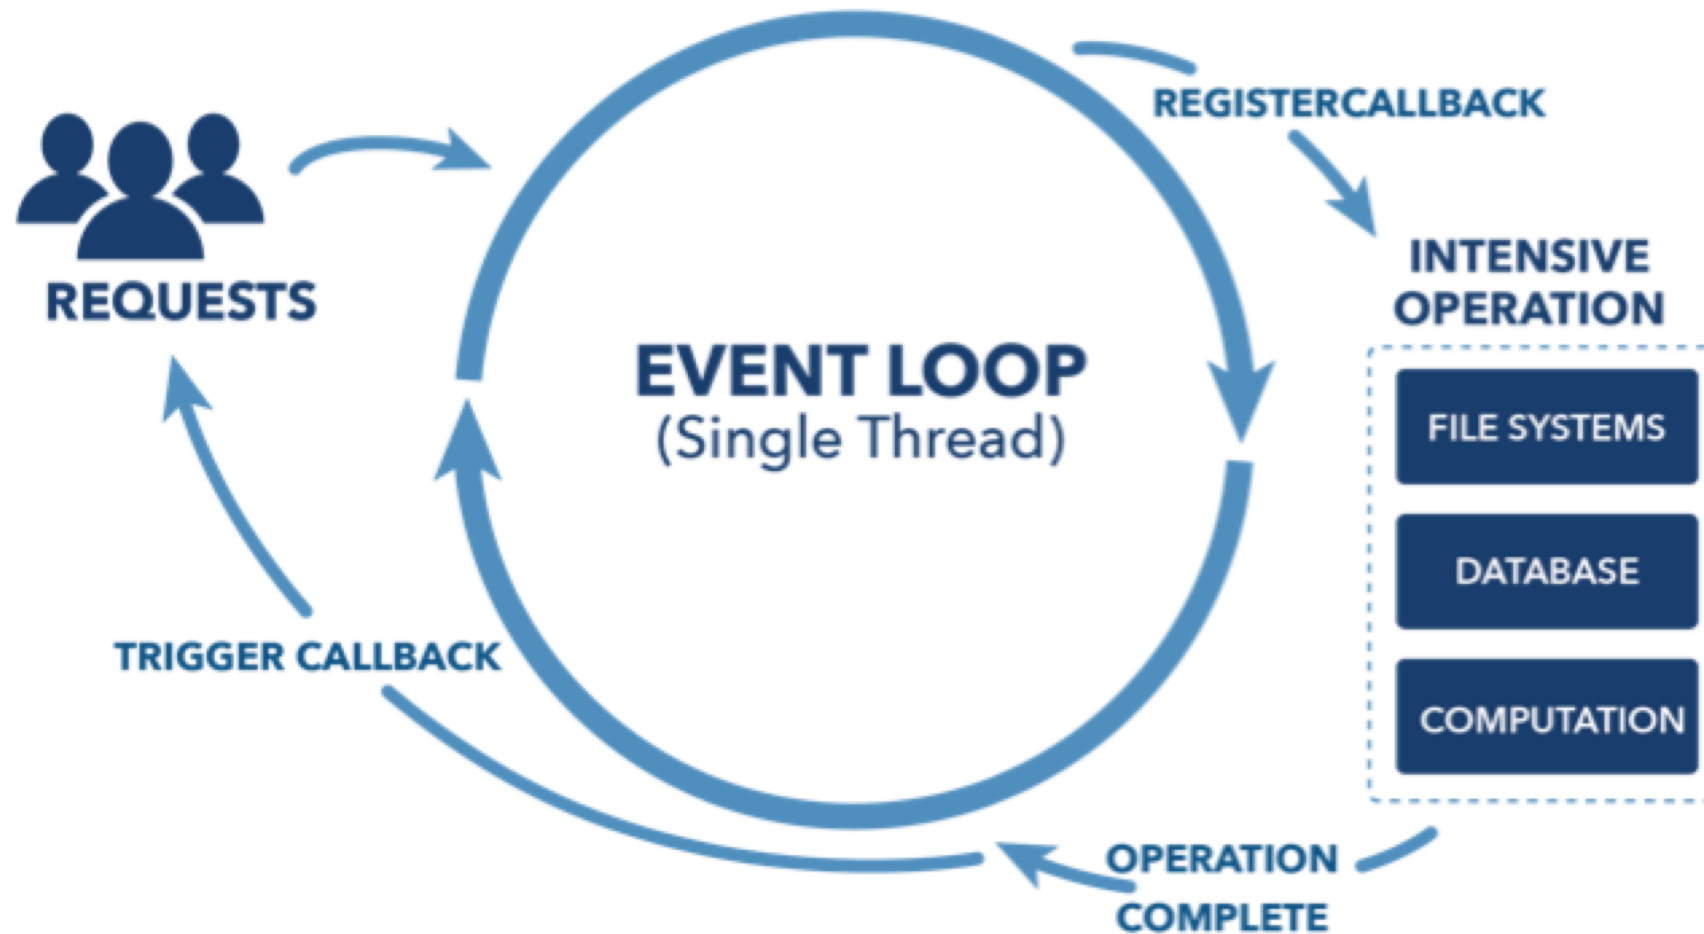 REGISTERCALLBACK
REQUESTS
INTENSIVE
OPERATION
EVENT LOOP
(Single Thread)
FILE SYSTEMS
DATABASE
COMPUTATION
TRIGGER CALLBACK
OPERATION
COMPLETE